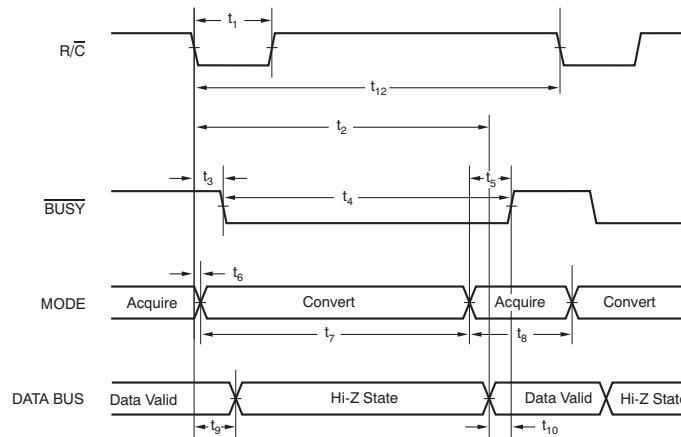 t₁
R/C̅
t₁₂
t₂
t₃
t₅
B̅U̅S̅Y̅
t₄
t₆
MODE
Acquire
Convert
Acquire
Convert
t₇
t₈
DATA BUS
Data Valid
Hi-Z State
Data Valid
Hi-Z State
t₉
t₁₀